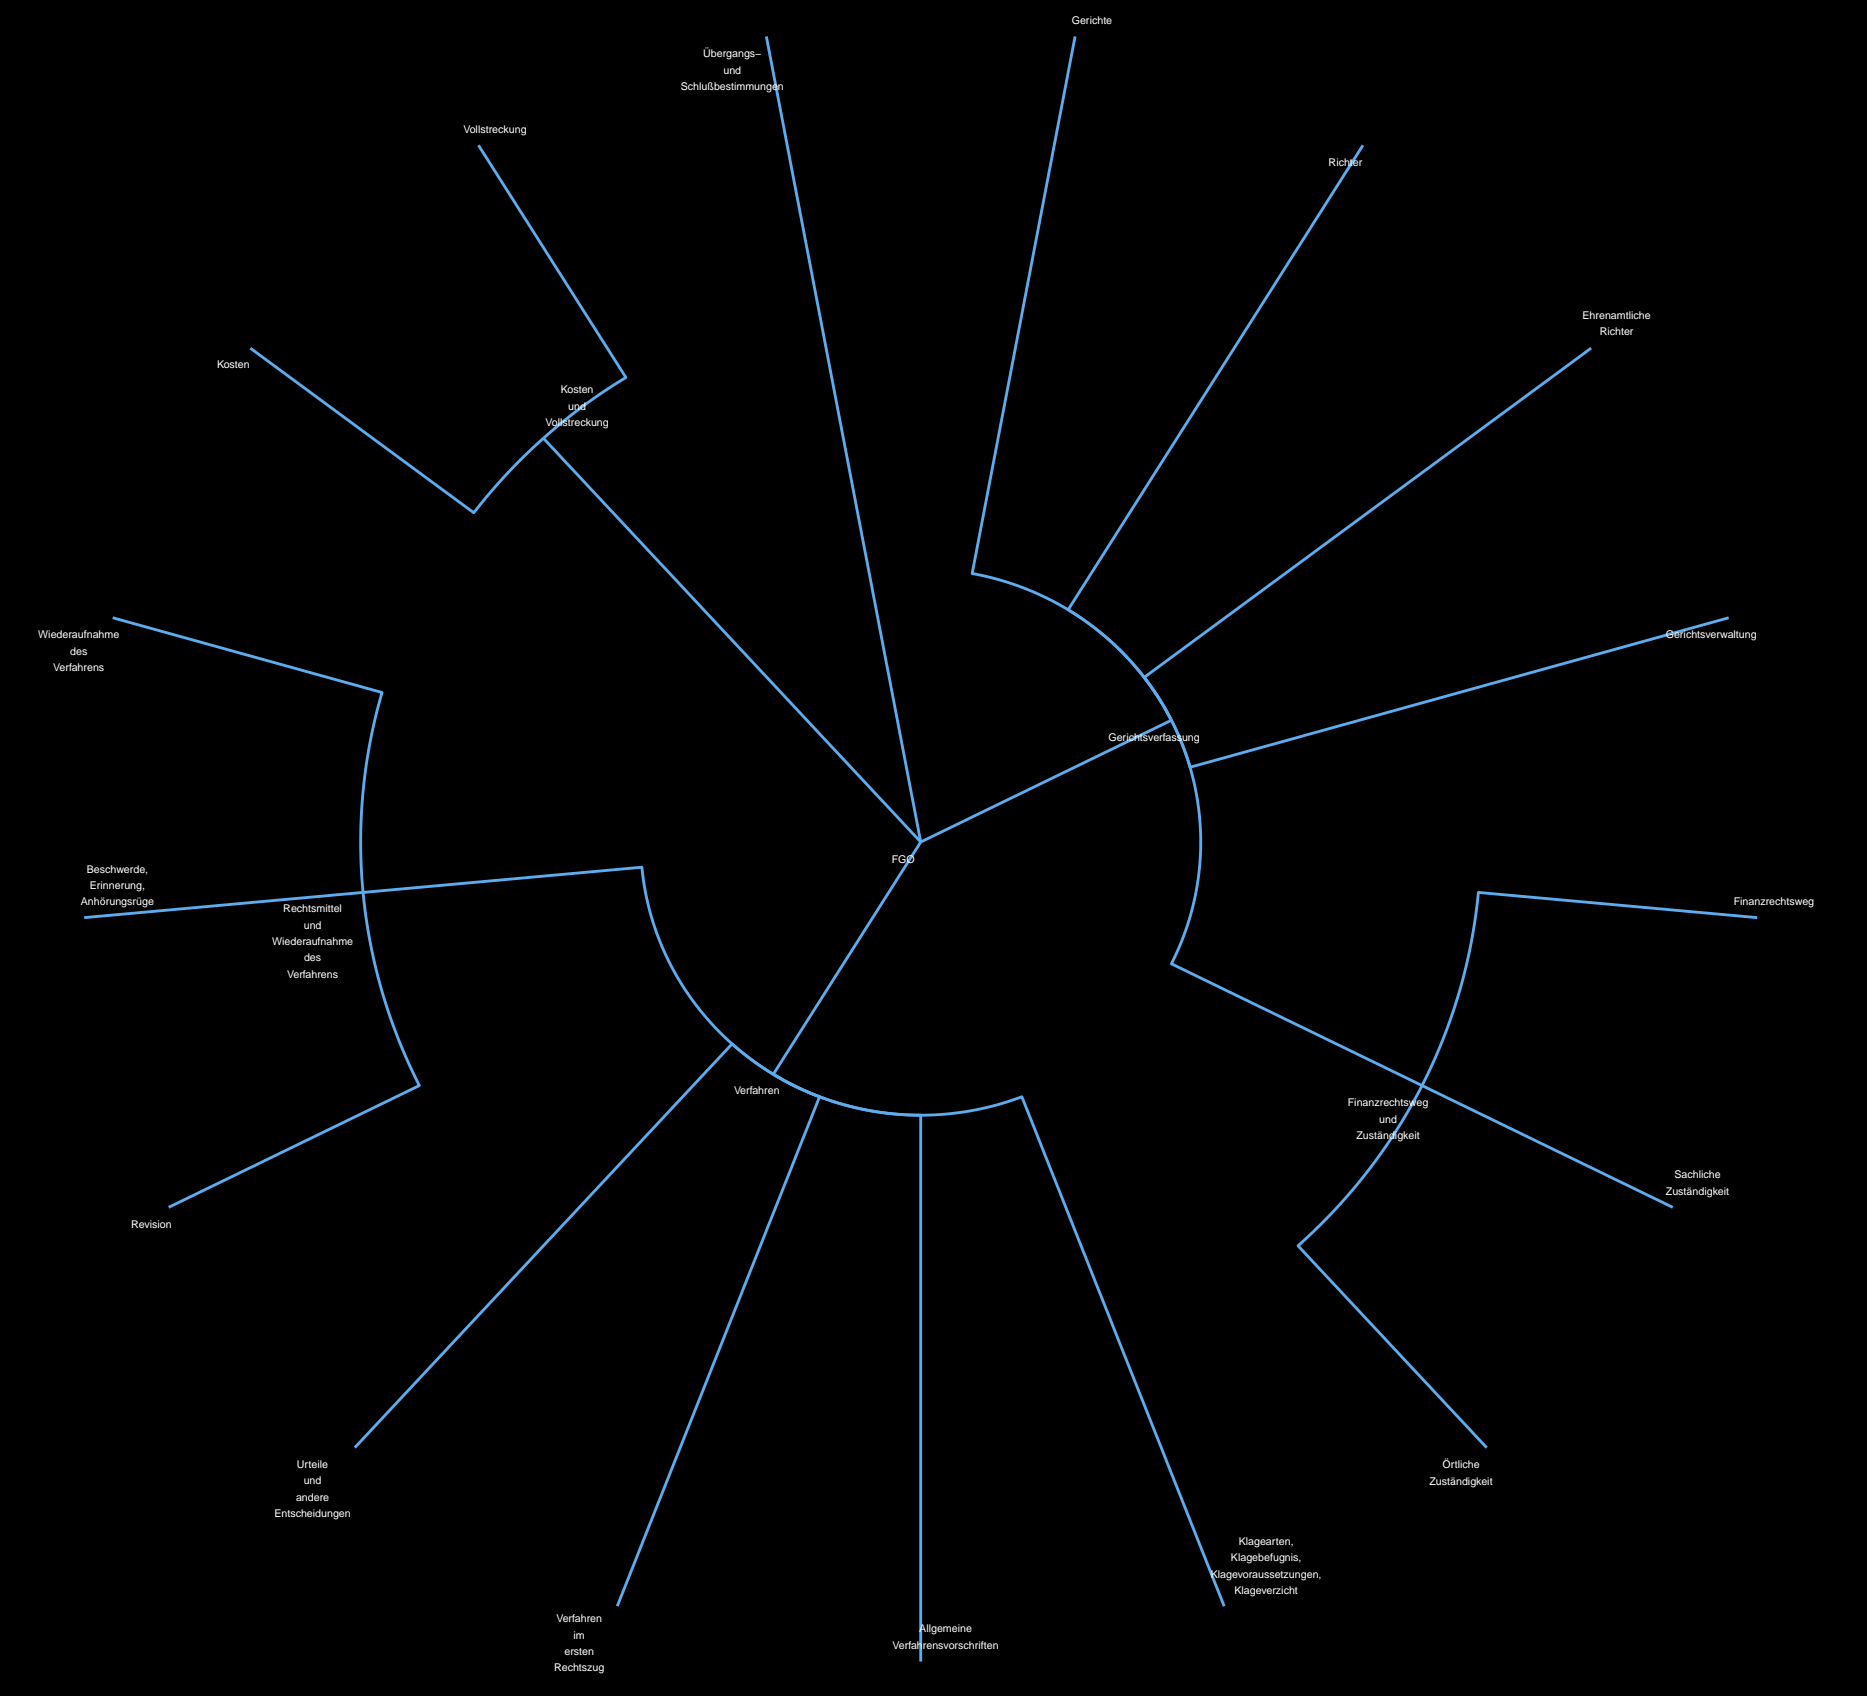 Gerichte
Übergangs–
und
Schlußbestimmungen
Vollstreckung
Richter
Ehrenamtliche
Richter
Kosten
Kosten
und
Vollstreckung
Wiederaufnahme
des
Verfahrens
Gerichtsverwaltung
Gerichtsverfassung
FGO
Beschwerde,
Erinnerung,
Anhörungsrüge
Rechtsmittel
und
Wiederaufnahme
des
Verfahrens
Finanzrechtsweg
Verfahren
Finanzrechtsweg
und
Zuständigkeit
Sachliche
Zuständigkeit
Revision
Urteile
und
andere
Entscheidungen
Örtliche
Zuständigkeit
Klagearten,
Klagebefugnis,
Klagevoraussetzungen,
Klageverzicht
Verfahren
im
ersten
Rechtszug
Allgemeine
Verfahrensvorschriften